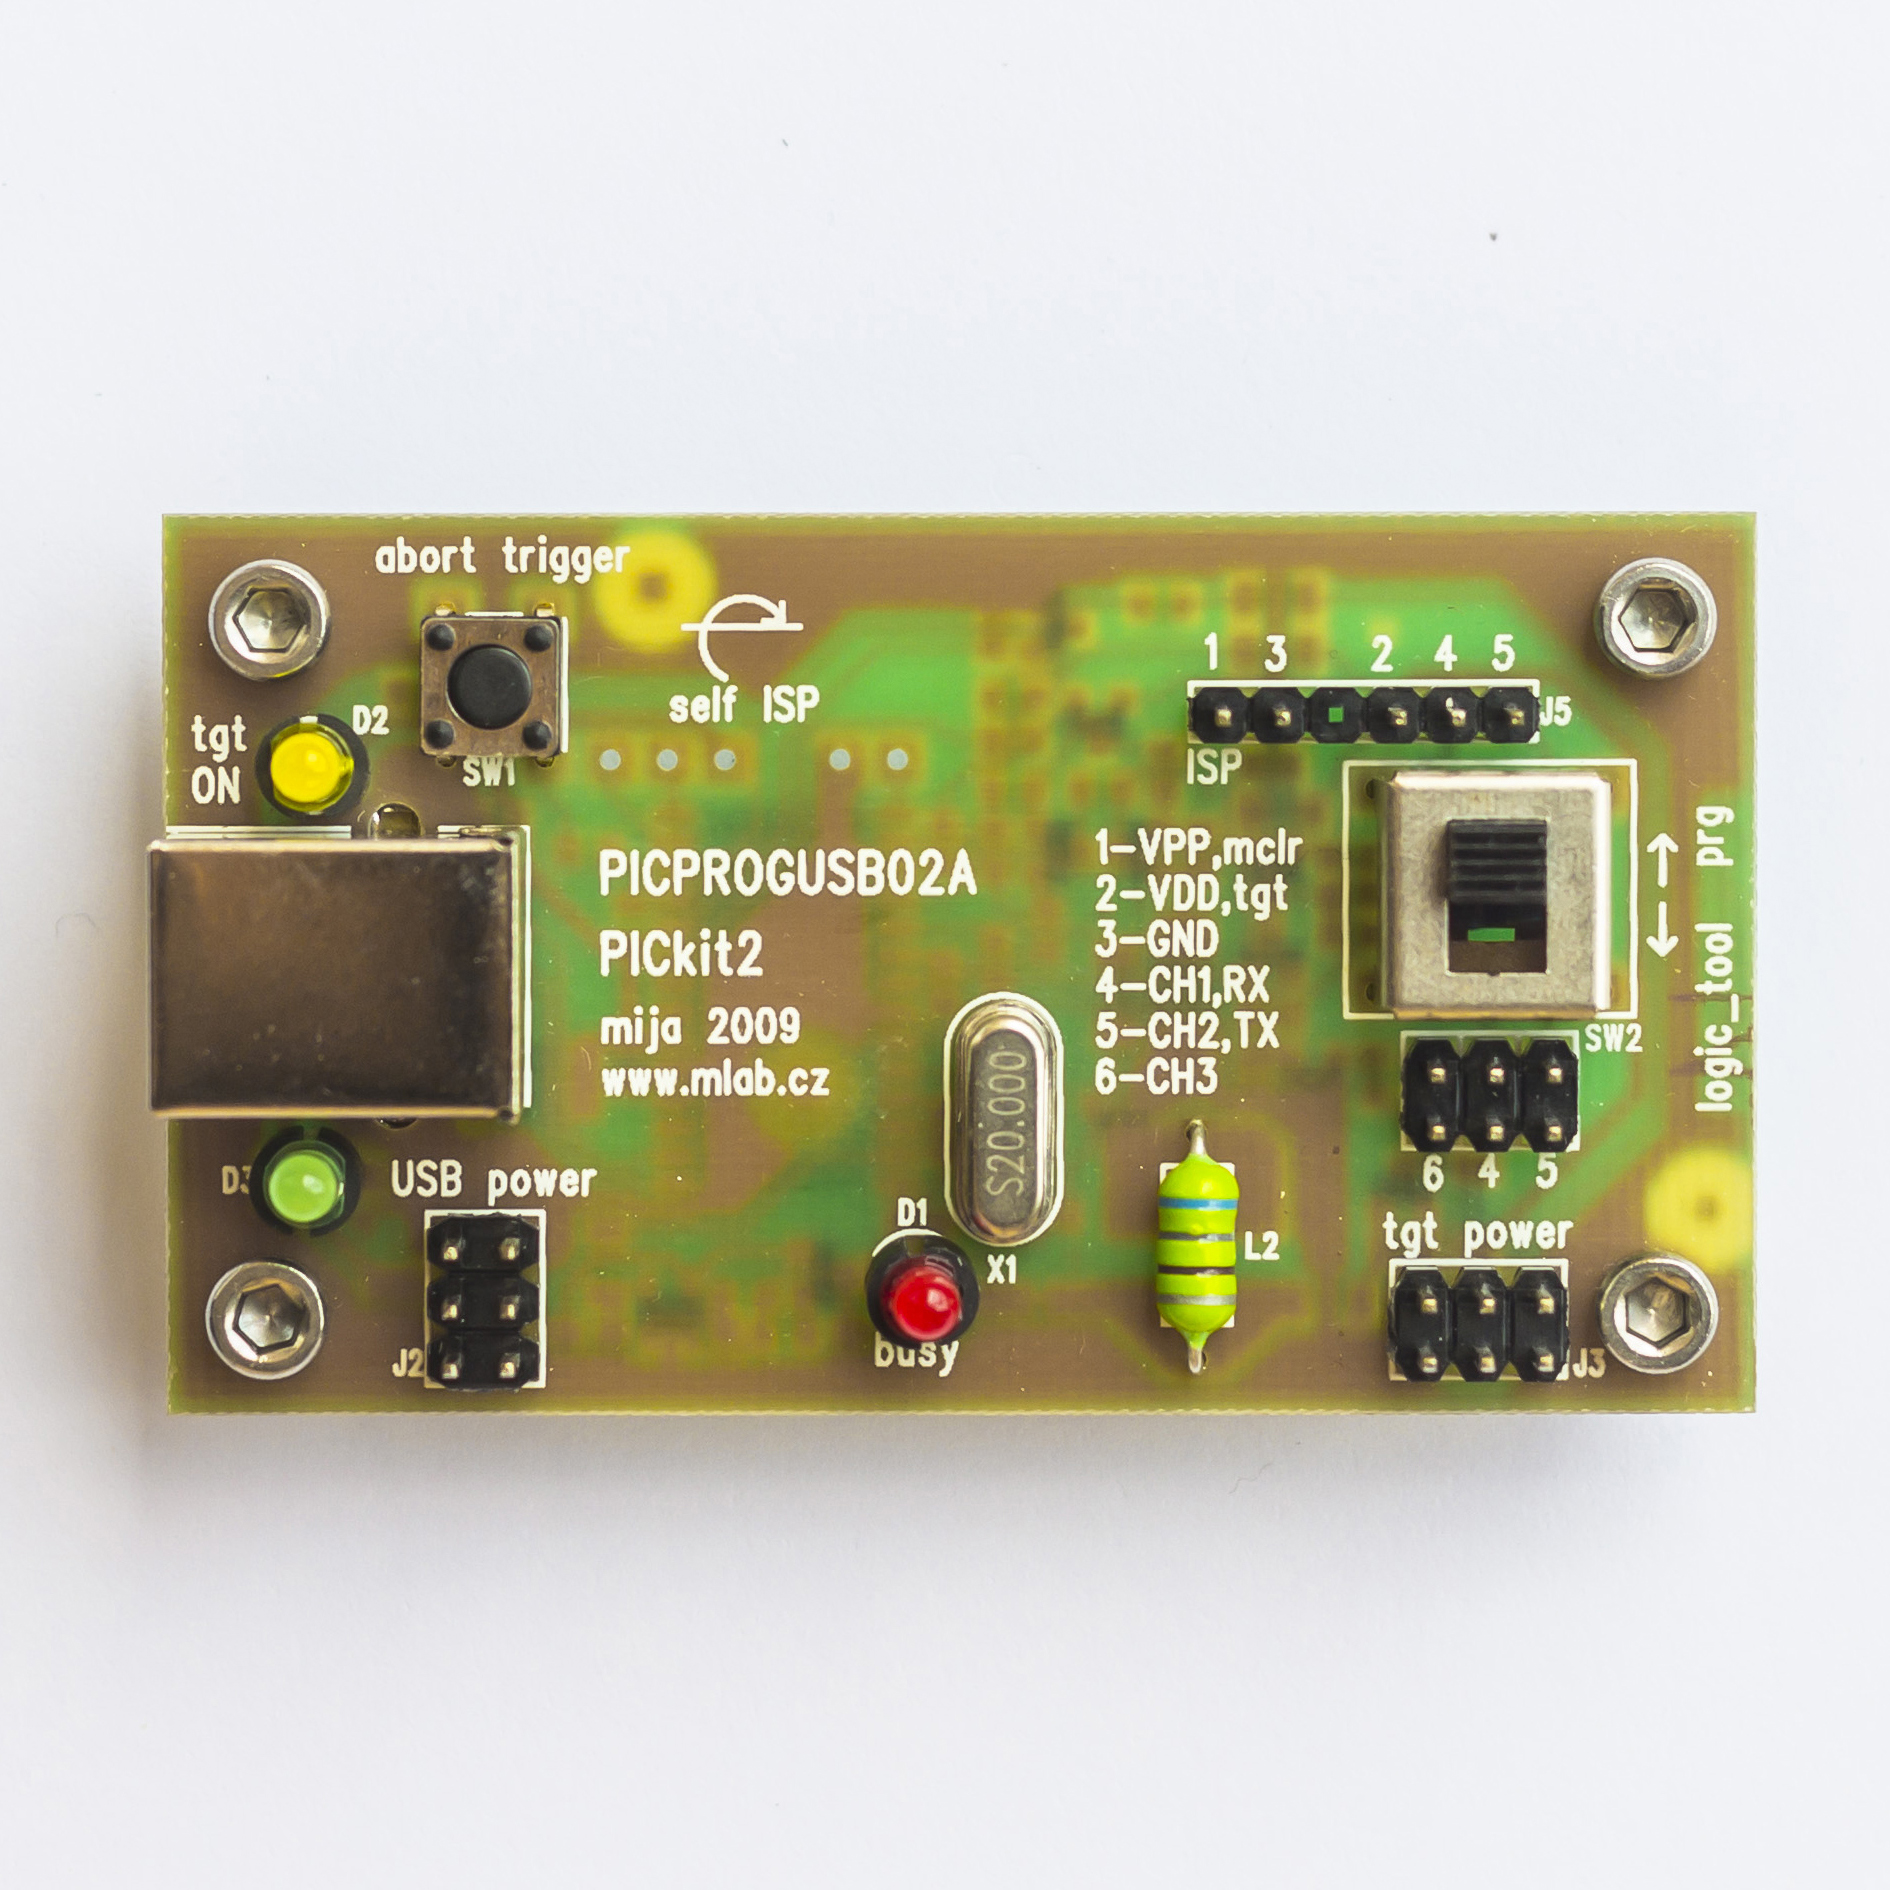 abort trigger
self ISP
1 3 2 4 5
J5
ISP
tgt
ON
D2
SW1
PICPROGUSB02A
PICkit2
mija 2009
www.mlab.cz
1-VPP,mclr
2-VDD,tgt
3-GND
4-CH1,RX
5-CH2,TX
6-CH3
logic_tool prg
SW2
6 4 5
S20.000
X1
D3
USB power
J2
D1
busy
L2
tgt power
J3